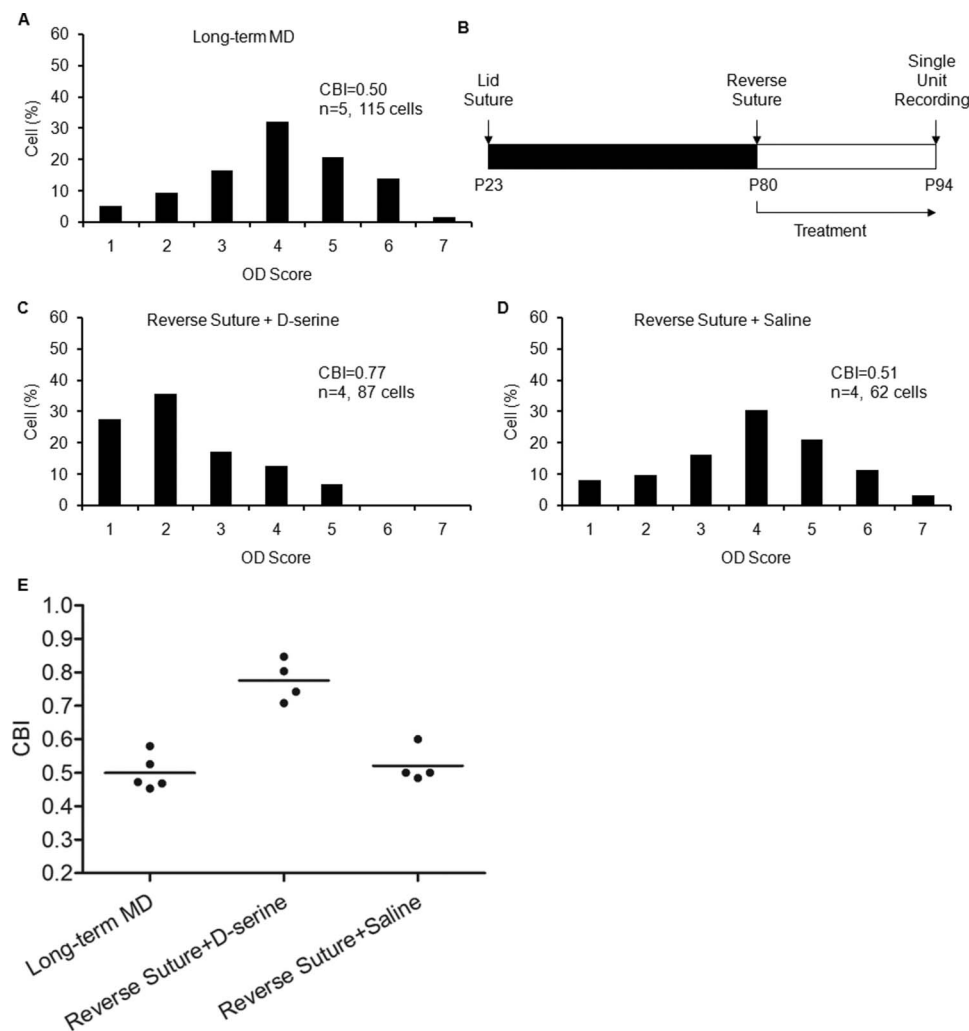 A
Long-term MD
60
50
40
30
20
10
0
Cell (%)
CBI=0.50
n=5, 115 cells
1 2 3 4 5 6 7
OD Score
B
Lid
Suture
Reverse
Suture
Single
Unit
Recording
P23 P80 P94
Treatment
C
Reverse Suture + D-serine
60
50
40
30
20
10
0
Cell (%)
CBI=0.77
n=4, 87 cells
1 2 3 4 5 6 7
OD Score
D
Reverse Suture + Saline
60
50
40
30
20
10
0
Cell (%)
CBI=0.51
n=4, 62 cells
1 2 3 4 5 6 7
OD Score
E
1.0
0.9
0.8
0.7
0.6
0.5
0.4
0.3
0.2
CBI
Long-term MD
Reverse Suture+D-serine
Reverse Suture+Saline